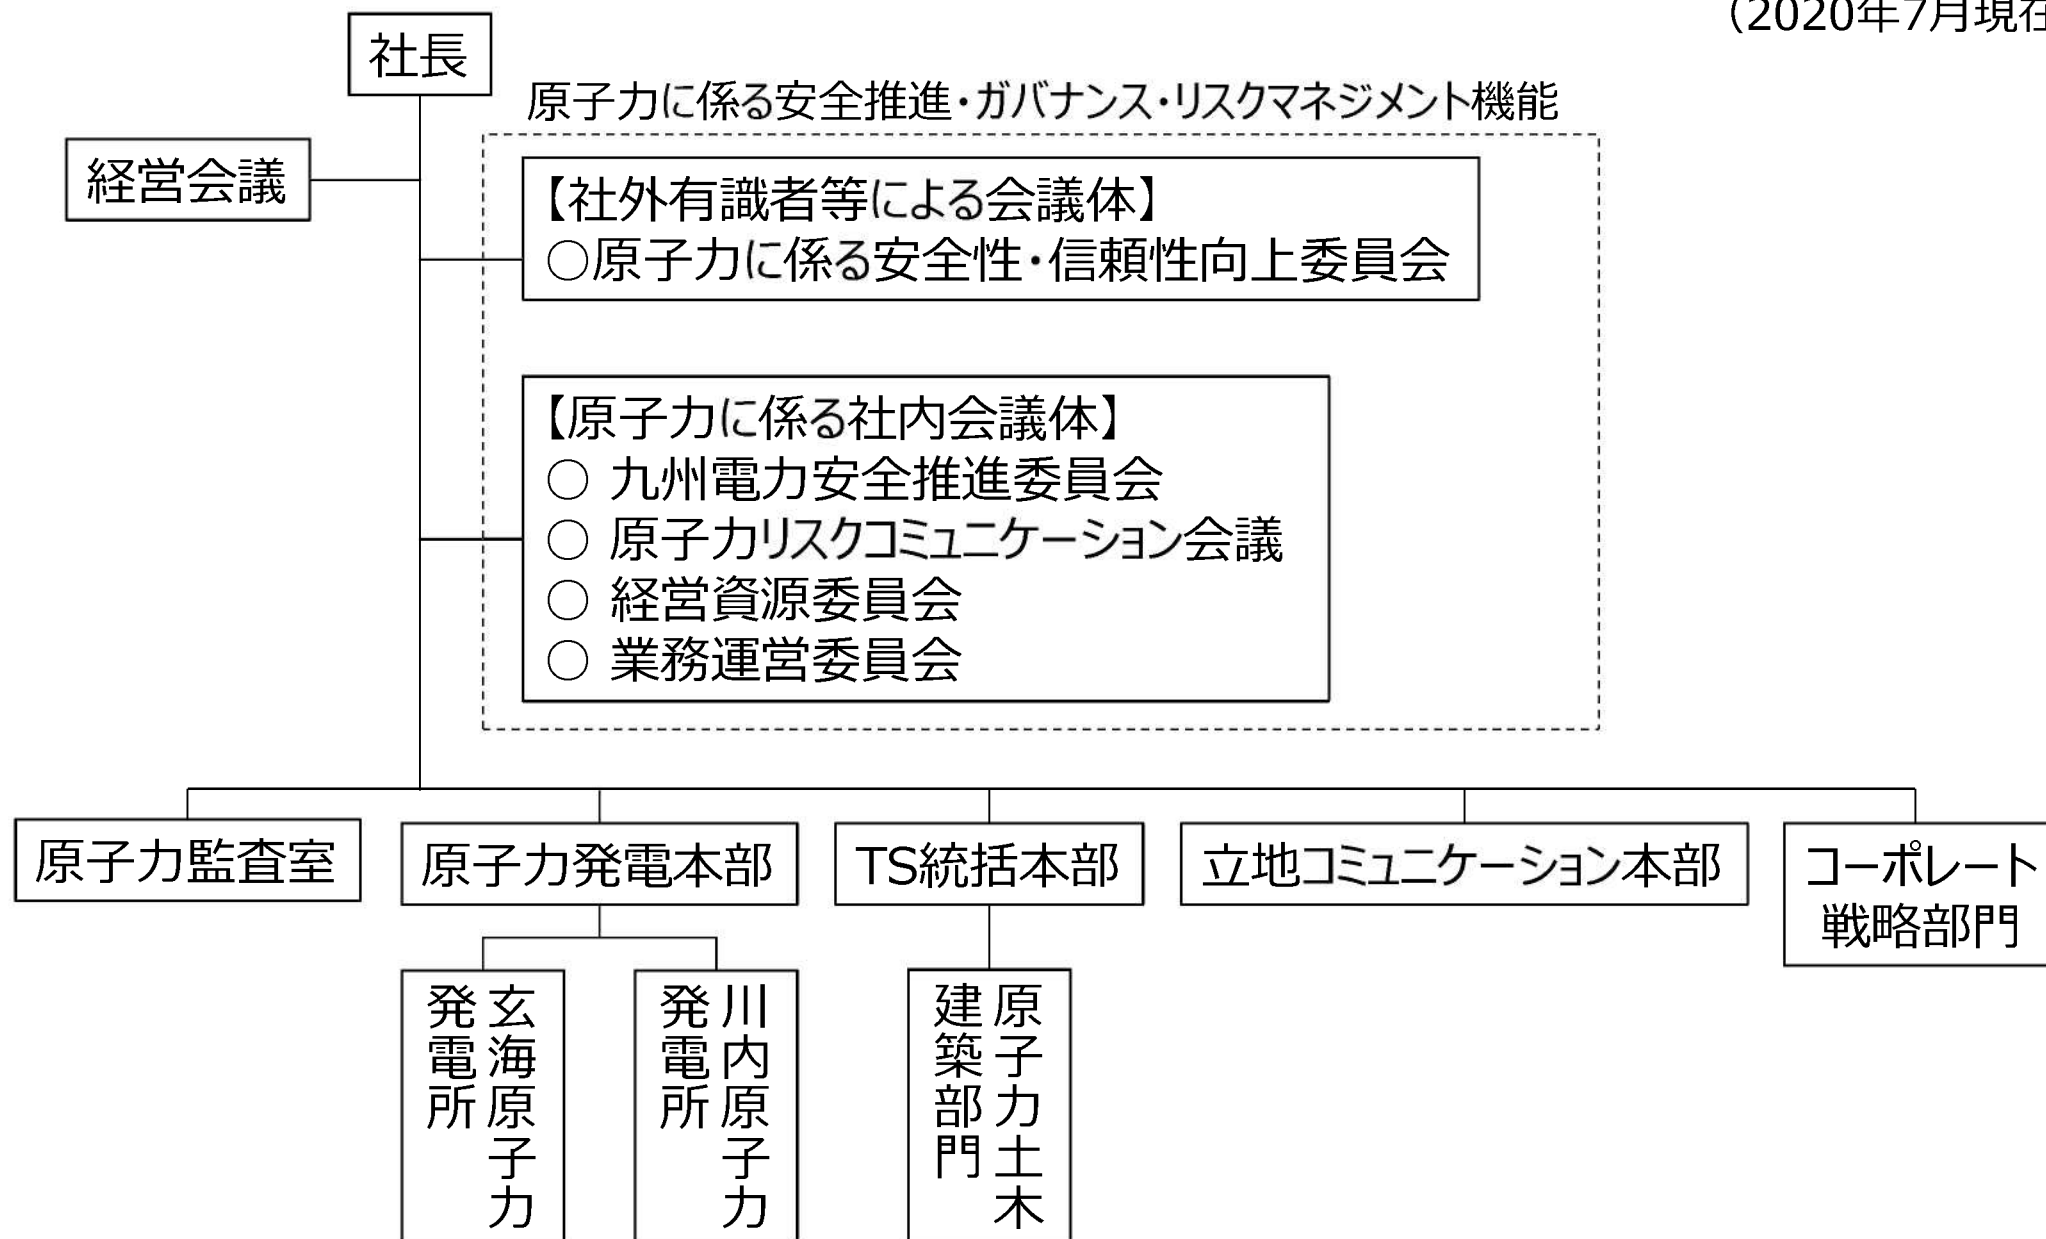 （2020年7月現在
社長
原子力に係る安全推進・ガバナンス・リスクマネジメント機能
経営会議
【社外有識者等による会議体】
○原子力に係る安全性・信頼性向上委員会
【原子力に係る社内会議体】
○ 九州電力安全推進委員会
○ 原子力リスクコミュニケーション会議
○ 経営資源委員会
○ 業務運営委員会
原子力監査室
原子力発電本部
TS統括本部
立地コミュニケーション本部
コーポレート
戦略部門
玄海原子力
発電所
川内原子力
発電所
原子力土木
建築部門